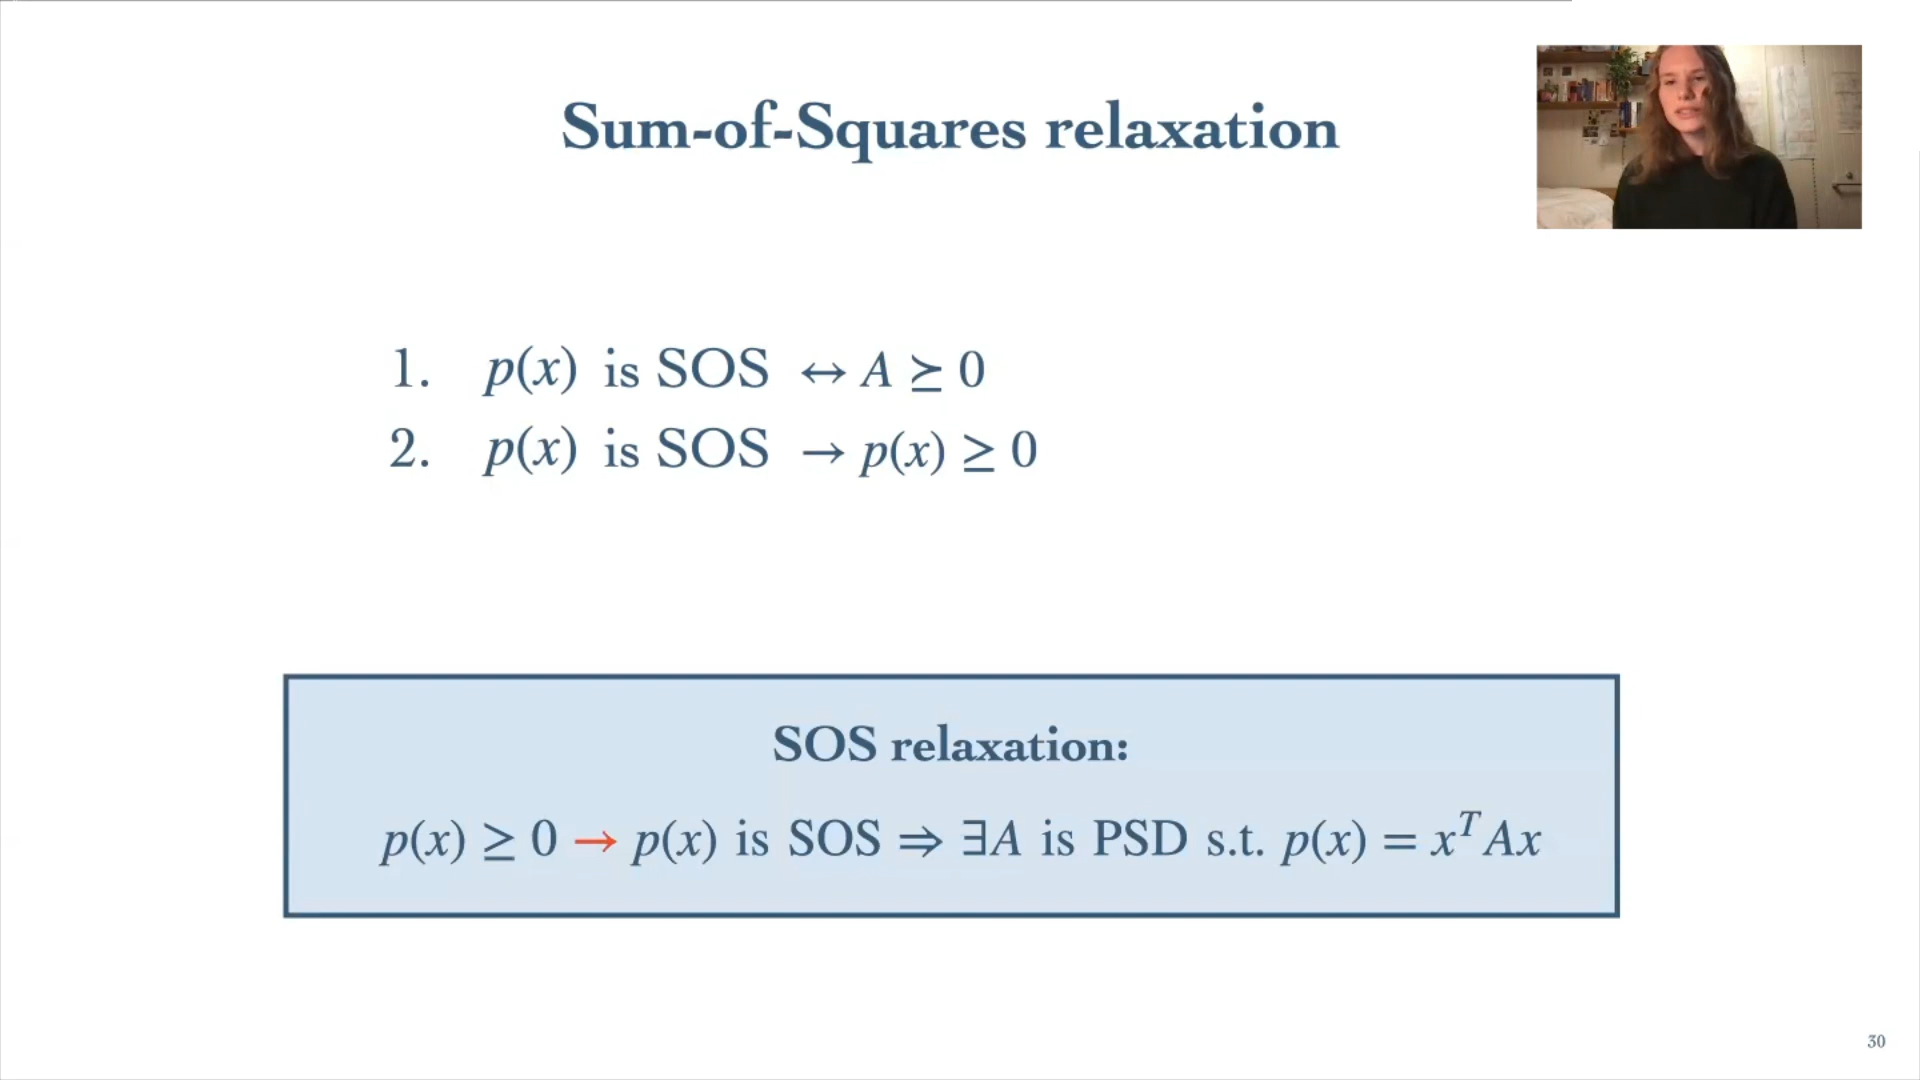 Sum-of-Squares relaxation
1. p(x) is SOS ↔ A ⪰ 0
2. p(x) is SOS → p(x) ≥ 0
SOS relaxation:
p(x) ≥ 0 → p(x) is SOS ⇒ ∃A is PSD s.t. p(x) = xᵀAx
30